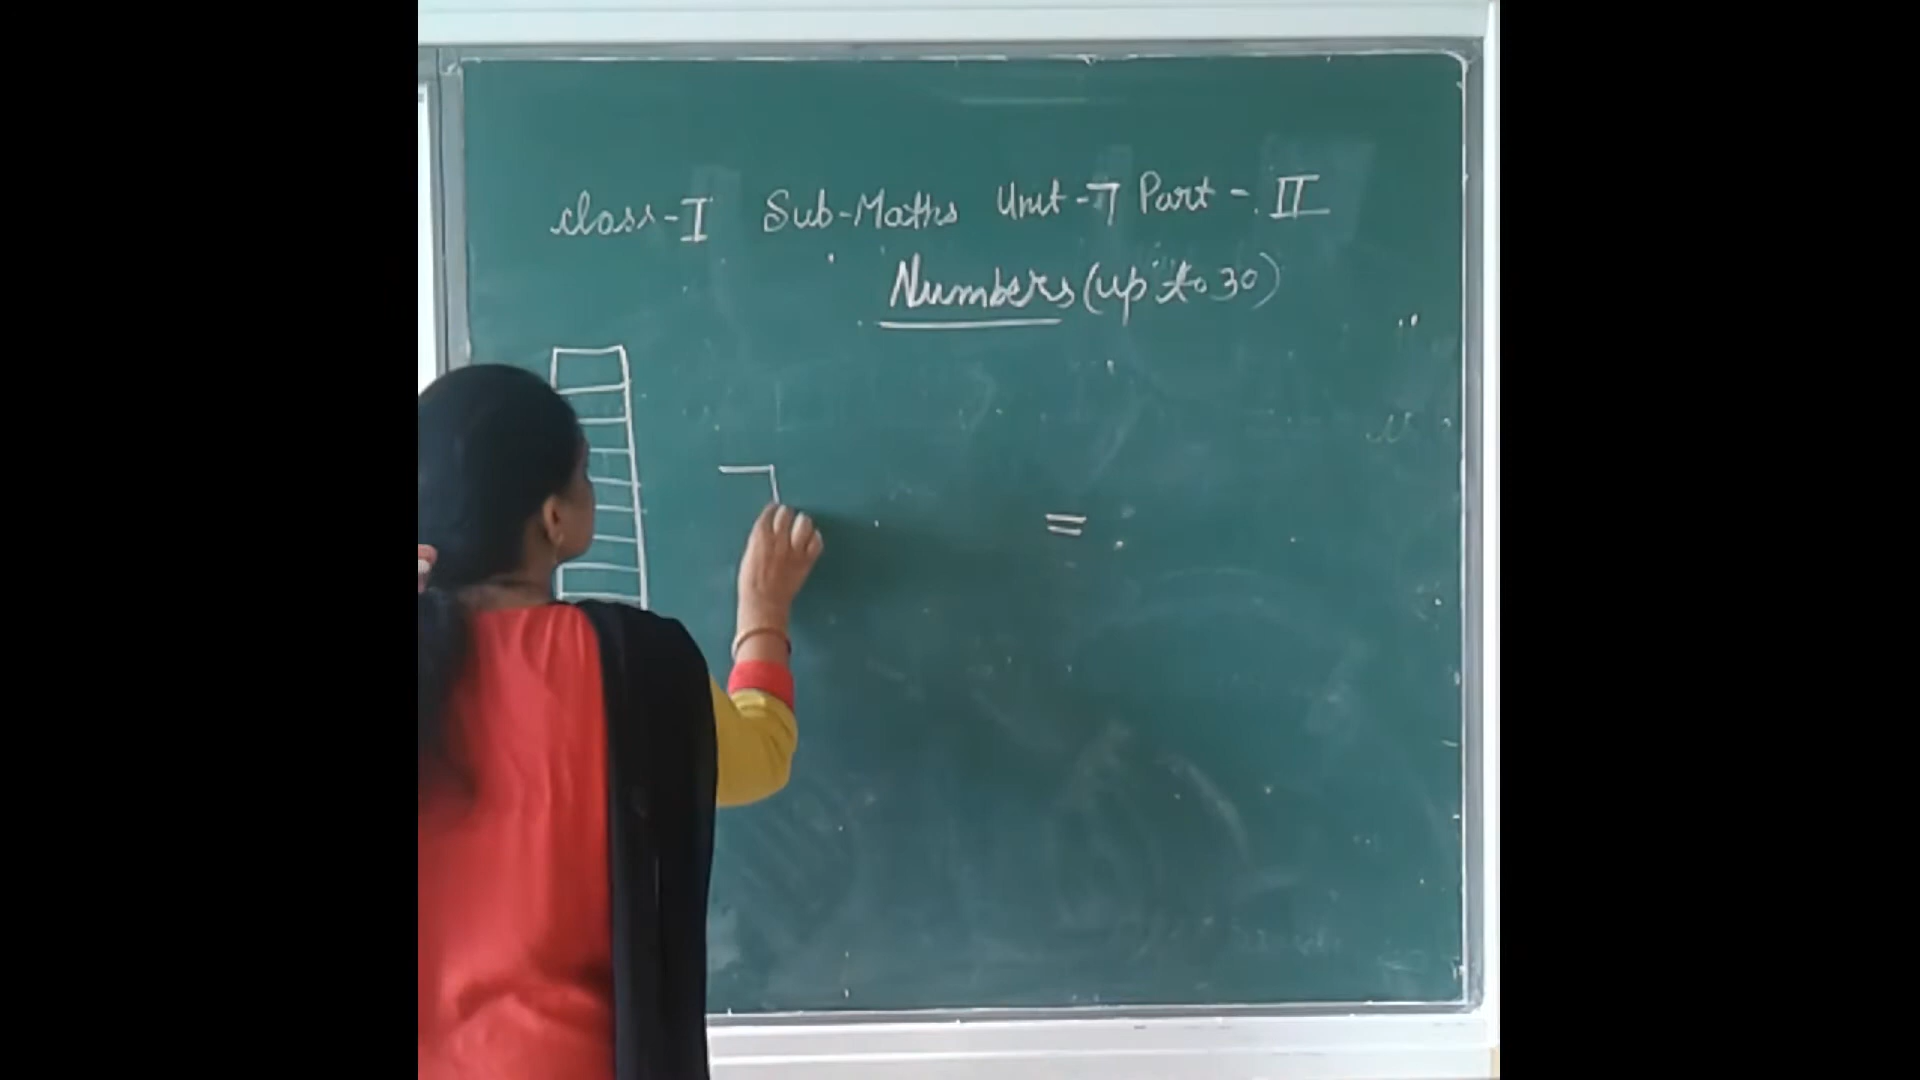 Class-I Sub-Maths Unit-7 Part-II
Numbers (up to 30)
=